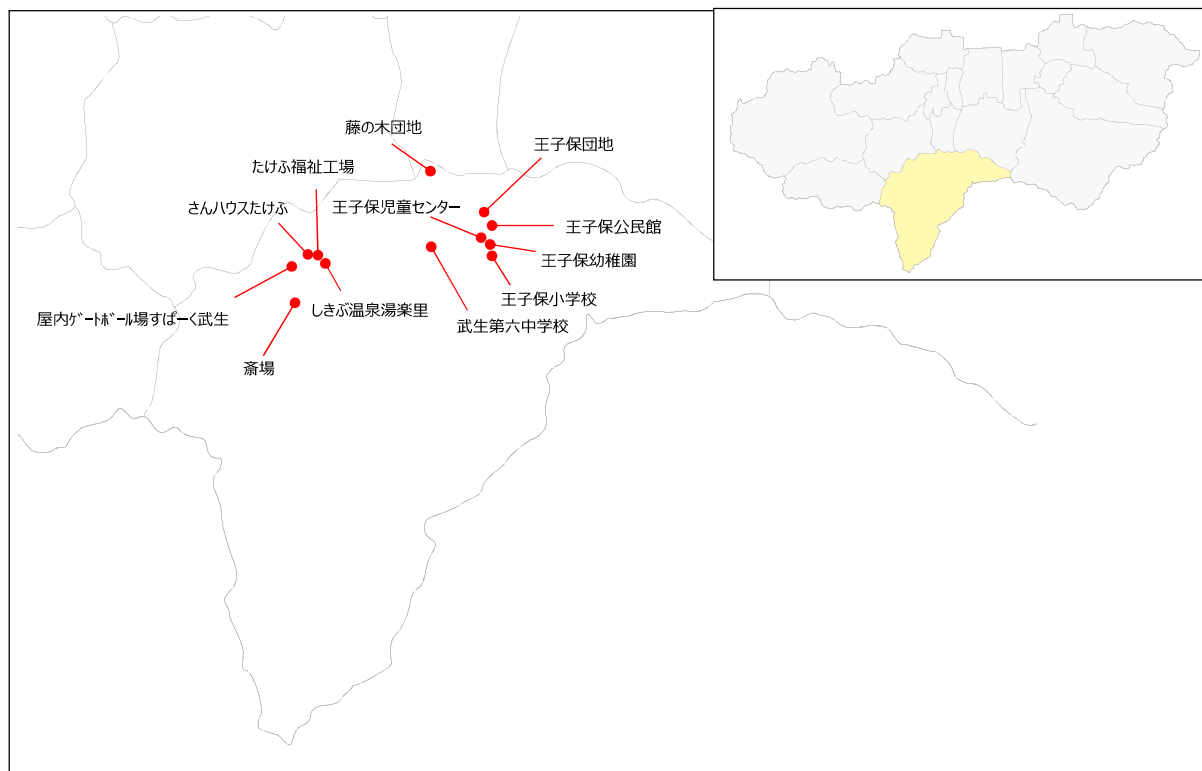 藤の木団地
王子保団地
たけふ福祉工場
さんハウスたけふ
王子保児童センター
王子保公民館
王子保幼稚園
王子保小学校
しきぶ温泉湯楽里
屋内ｹﾞｰﾄﾎﾞｰﾙ場すぱーく武生
武生第六中学校
斎場